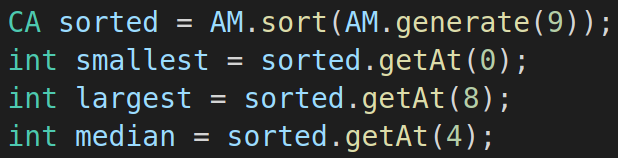 CA sorted = AM.sort(AM.generate(9));
int smallest = sorted.getAt(0);
int largest = sorted.getAt(8);
int median = sorted.getAt(4);